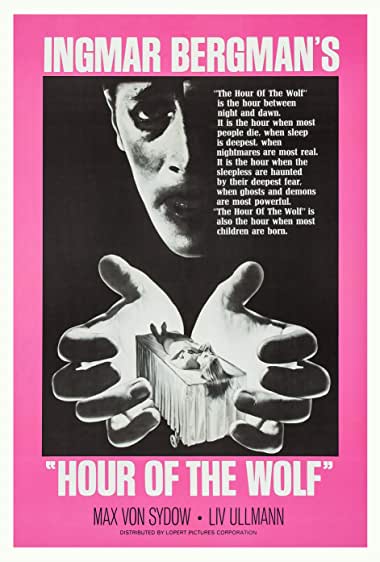 INGMAR BERGMAN'S
"The Hour Of The Wolf"
is the hour between
night and dawn.
It is the hour when most
people die, when sleep
is deepest, when
nightmares are most real.
It is the hour when the
sleepless are haunted
by their deepest fear,
when ghosts and demons
are most powerful.
"The Hour Of The Wolf" is
also the hour when most
children are born.
"HOUR OF THE WOLF"
MAX VON SYDOW • LIV ULLMANN
DISTRIBUTED BY LOPERT PICTURES CORPORATION